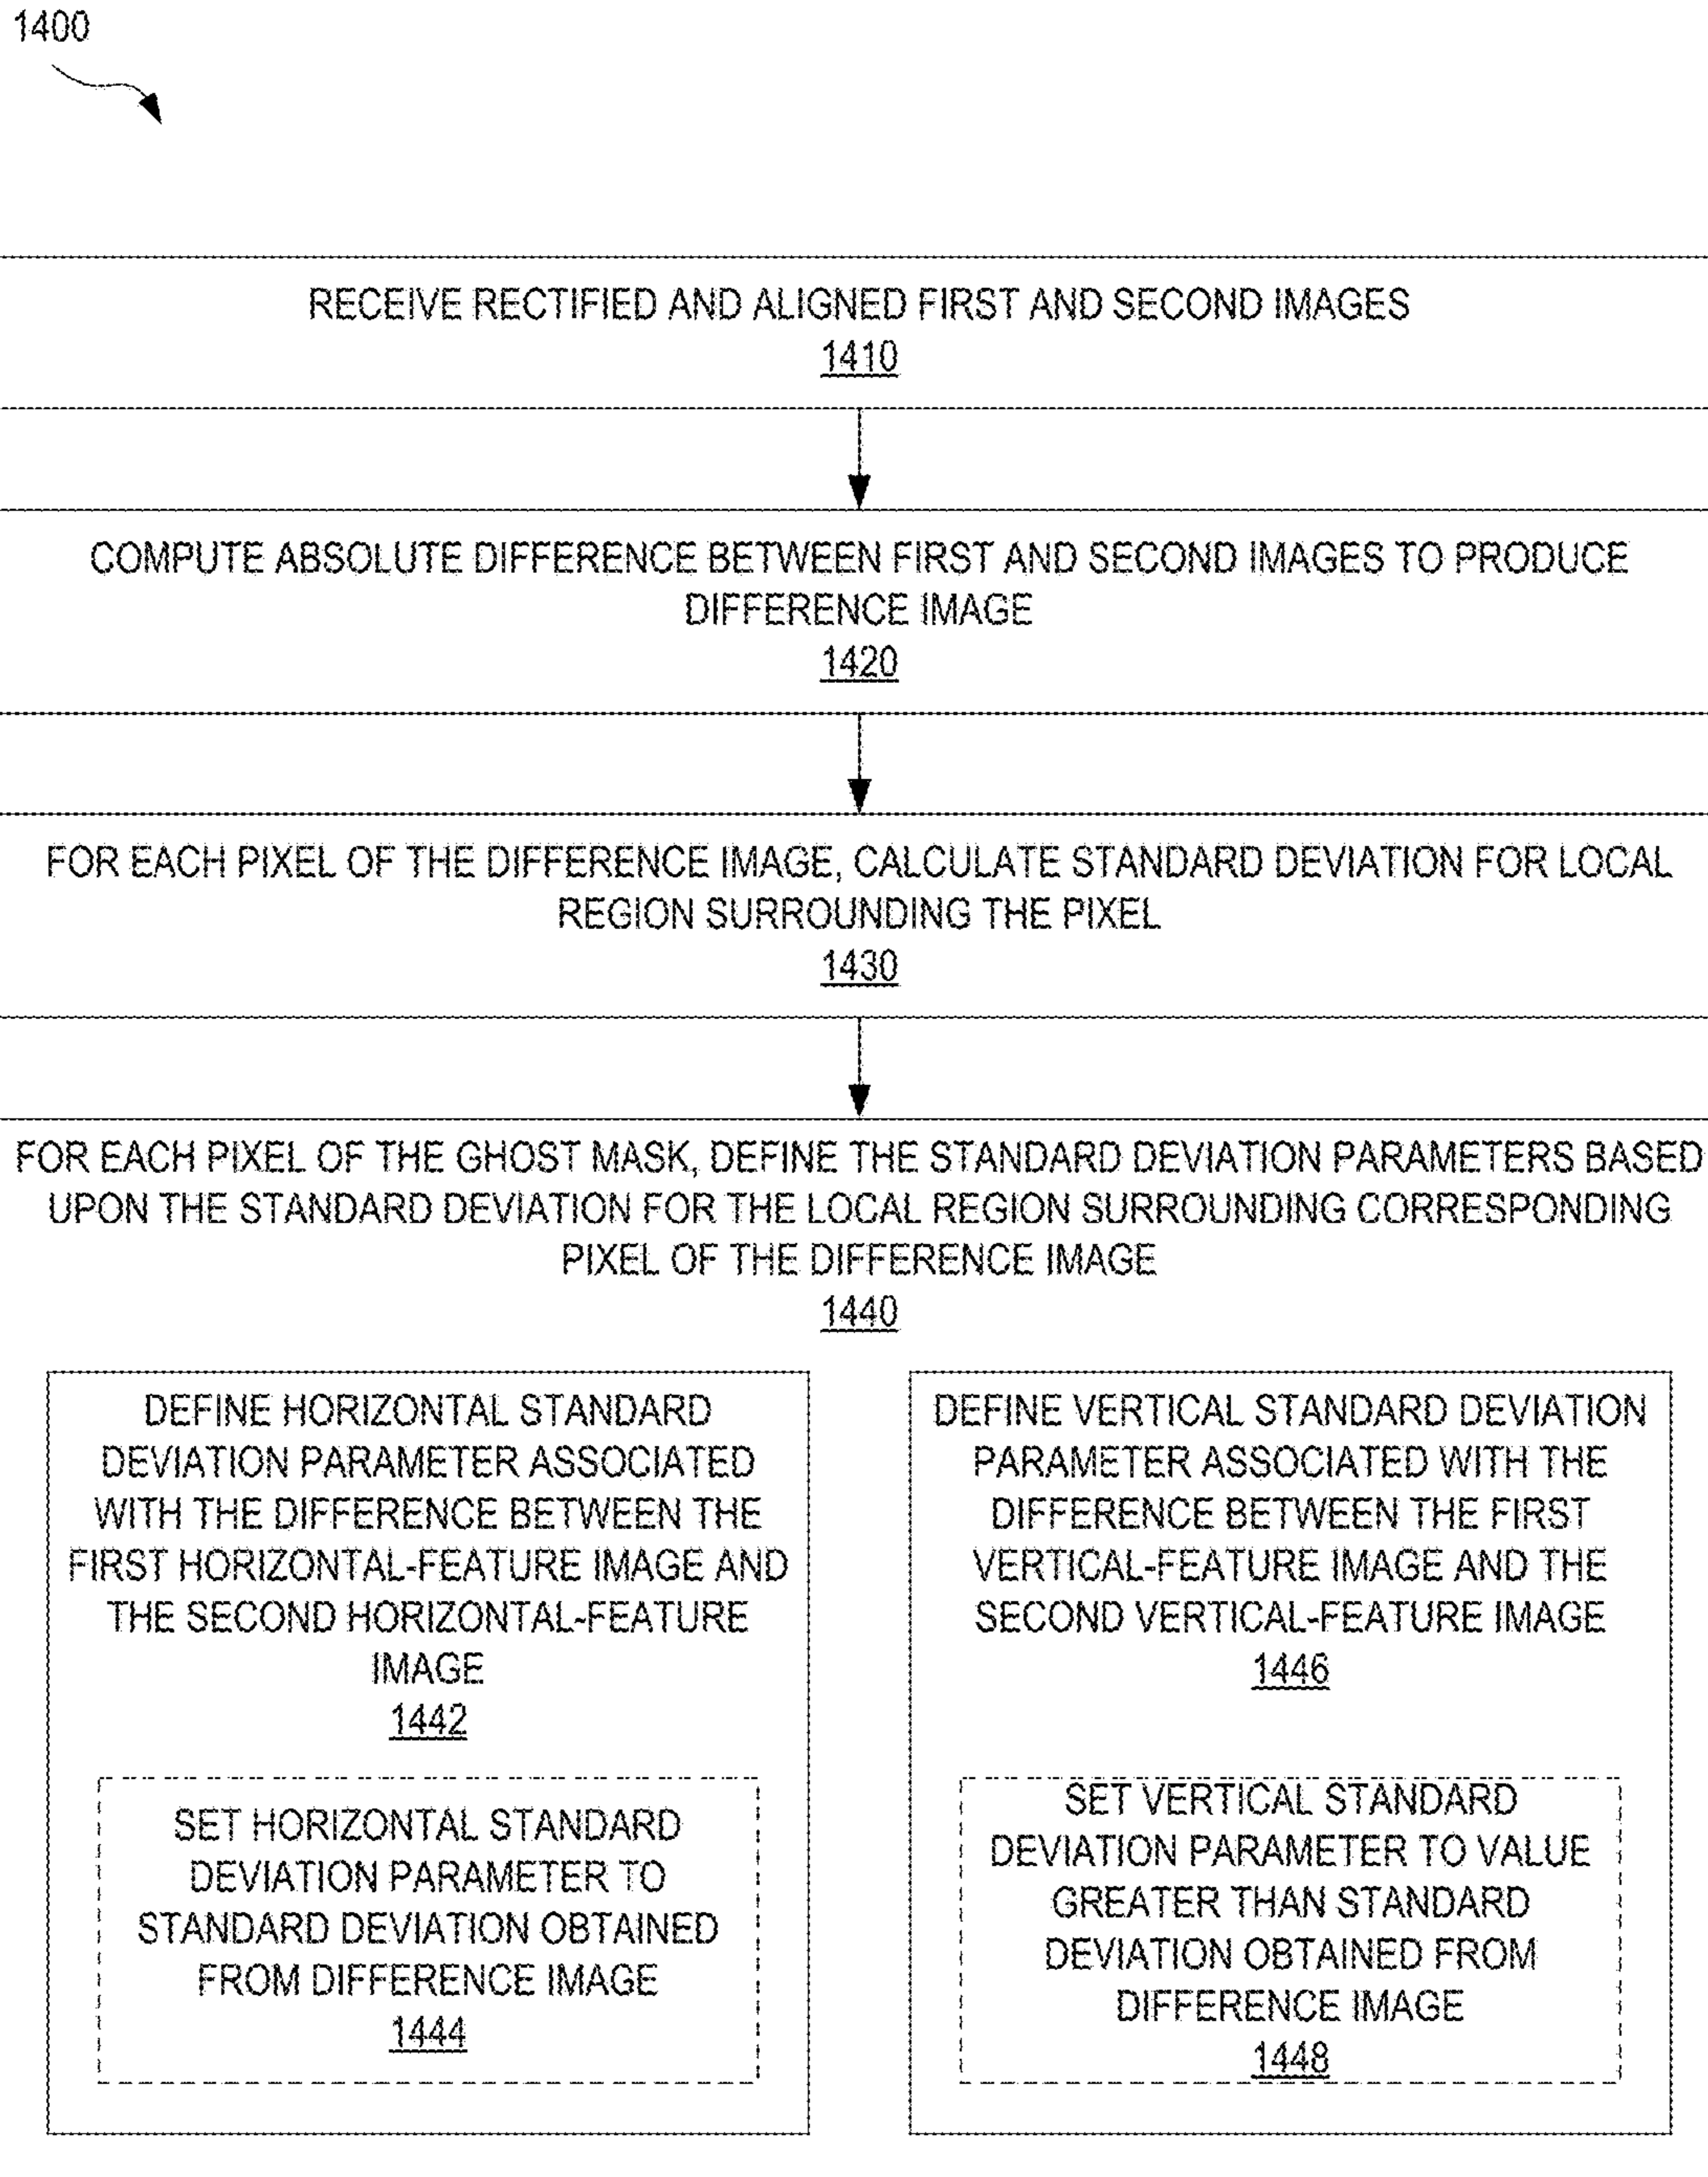 1400
RECEIVE RECTIFIED AND ALIGNED FIRST AND SECOND IMAGES
1410
COMPUTE ABSOLUTE DIFFERENCE BETWEEN FIRST AND SECOND IMAGES TO PRODUCE
DIFFERENCE IMAGE
1420
FOR EACH PIXEL OF THE DIFFERENCE IMAGE, CALCULATE STANDARD DEVIATION FOR LOCAL
REGION SURROUNDING THE PIXEL
1430
FOR EACH PIXEL OF THE GHOST MASK, DEFINE THE STANDARD DEVIATION PARAMETERS BASED
UPON THE STANDARD DEVIATION FOR THE LOCAL REGION SURROUNDING CORRESPONDING
PIXEL OF THE DIFFERENCE IMAGE
1440
DEFINE HORIZONTAL STANDARD
DEVIATION PARAMETER ASSOCIATED
WITH THE DIFFERENCE BETWEEN THE
FIRST HORIZONTAL-FEATURE IMAGE AND
THE SECOND HORIZONTAL-FEATURE
IMAGE
1442
SET HORIZONTAL STANDARD
DEVIATION PARAMETER TO
STANDARD DEVIATION OBTAINED
FROM DIFFERENCE IMAGE
1444
DEFINE VERTICAL STANDARD DEVIATION
PARAMETER ASSOCIATED WITH THE
DIFFERENCE BETWEEN THE FIRST
VERTICAL-FEATURE IMAGE AND THE
SECOND VERTICAL-FEATURE IMAGE
1446
SET VERTICAL STANDARD
DEVIATION PARAMETER TO VALUE
GREATER THAN STANDARD
DEVIATION OBTAINED FROM
DIFFERENCE IMAGE
1448